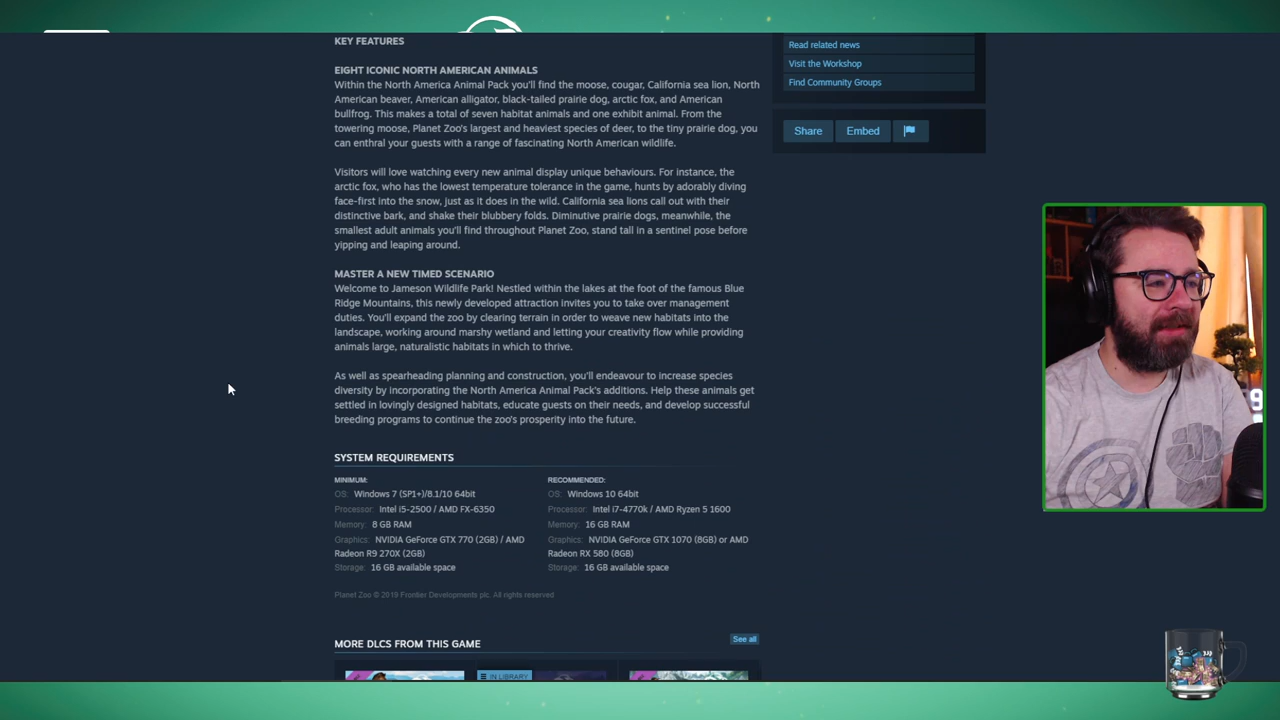 KEY FEATURES
EIGHT ICONIC NORTH AMERICAN ANIMALS
Within the North America Animal Pack you'll find the moose, cougar, California sea lion, North
American beaver, American alligator, black-tailed prairie dog, arctic fox, and American
bullfrog. This makes a total of seven habitat animals and one exhibit animal. From the
towering moose, Planet Zoo's largest and heaviest species of deer, to the tiny prairie dog, you
can enthral your guests with a range of fascinating North American wildlife.
Visitors will love watching every new animal display unique behaviours. For instance, the
arctic fox, who has the lowest temperature tolerance in the game, hunts by adorably diving
face-first into the snow, just as it does in the wild. California sea lions call out with their
distinctive bark, and shake their blubbery folds. Diminutive prairie dogs, meanwhile, the
smallest adult animals you'll find throughout Planet Zoo, stand tall in a sentinel pose before
yipping and leaping around.
MASTER A NEW TIMED SCENARIO
Welcome to Jameson Wildlife Park! Nestled within the lakes at the foot of the famous Blue
Ridge Mountains, this newly developed attraction invites you to take over management
duties. You'll expand the zoo by clearing terrain in order to weave new habitats into the
landscape, working around marshy wetland and letting your creativity flow while providing
animals large, naturalistic habitats in which to thrive.
As well as spearheading planning and construction, you'll endeavour to increase species
diversity by incorporating the North America Animal Pack's additions. Help these animals get
settled in lovingly designed habitats, educate guests on their needs, and develop successful
breeding programs to continue the zoo's prosperity into the future.
SYSTEM REQUIREMENTS
MINIMUM:
OS: Windows 7 (SP1+)/8.1/10 64bit
Processor: Intel i5-2500 / AMD FX-6350
Memory: 8 GB RAM
Graphics: NVIDIA GeForce GTX 770 (2GB) / AMD
Radeon R9 270X (2GB)
Storage: 16 GB available space
RECOMMENDED:
OS: Windows 10 64bit
Processor: Intel i7-4770k / AMD Ryzen 5 1600
Memory: 16 GB RAM
Graphics: NVIDIA GeForce GTX 1070 (8GB) or AMD
Radeon RX 580 (8GB)
Storage: 16 GB available space
Planet Zoo © 2019 Frontier Developments plc. All rights reserved
MORE DLCS FROM THIS GAME
See all
IN LIBRARY
Read related news
Visit the Workshop
Find Community Groups
Share
Embed